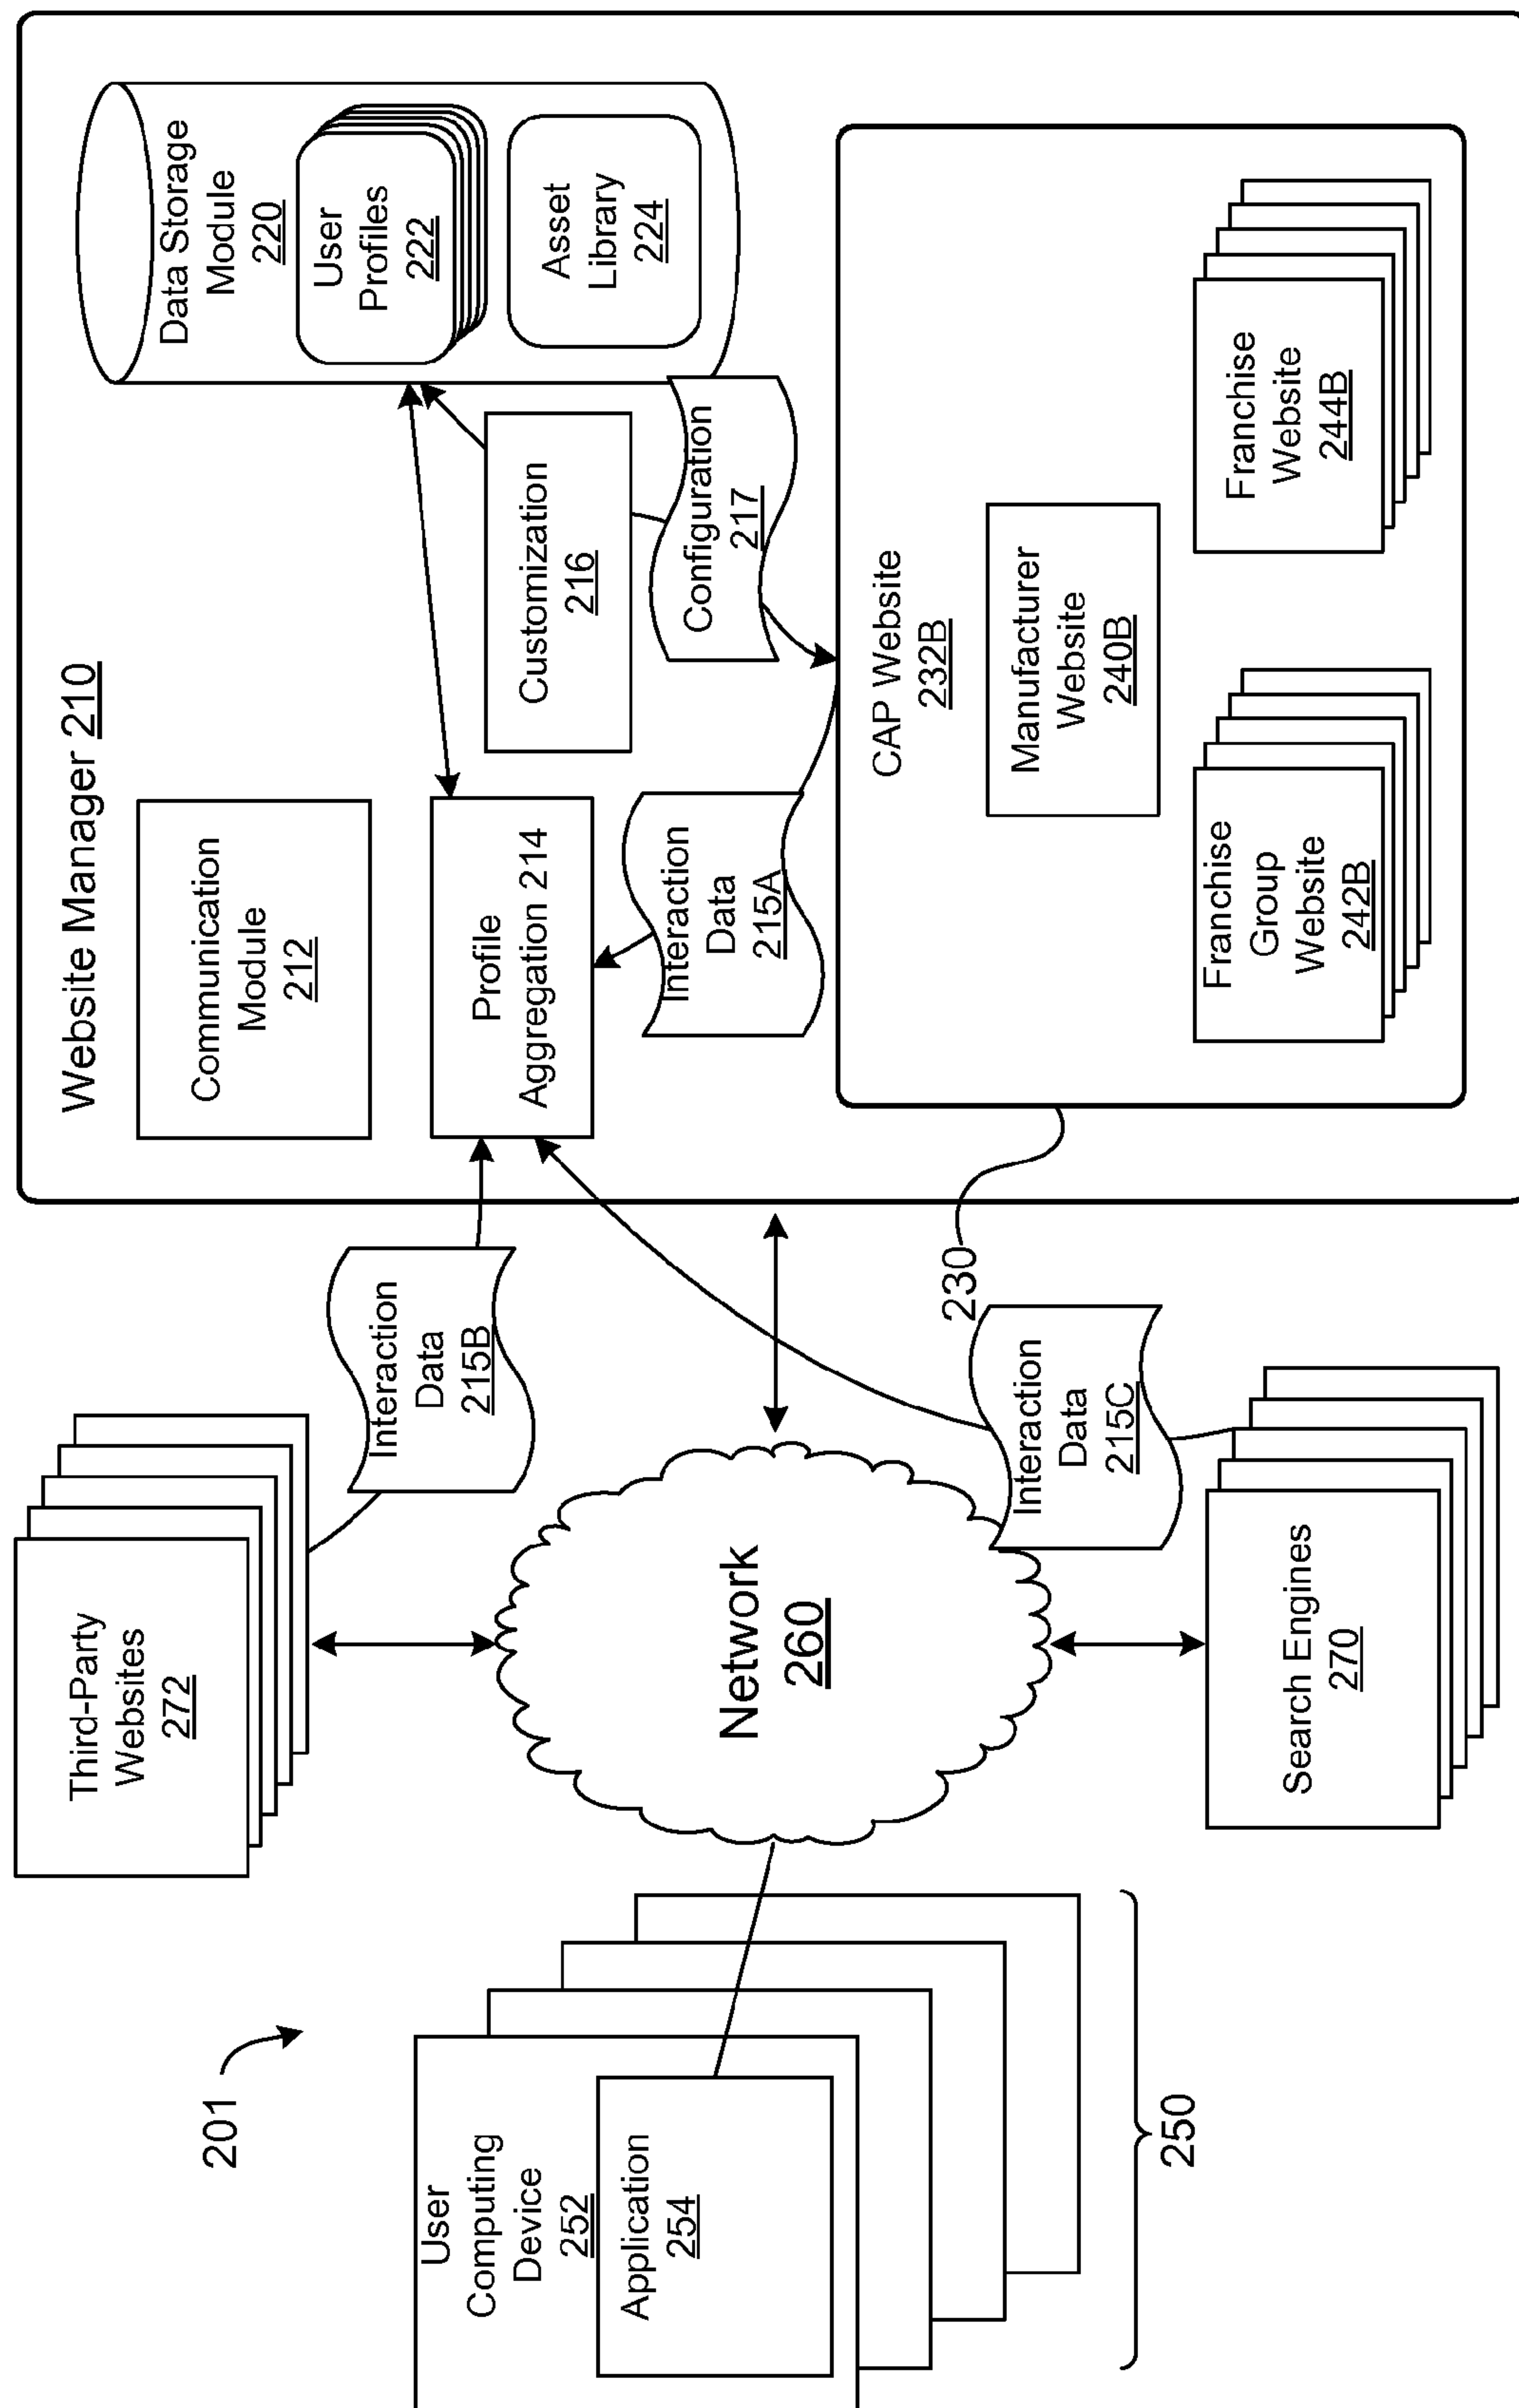 201
User
Computing
Device
252
Application
254
250
Third-Party
Websites
272
Interaction
Data
215B
Network
260
Interaction
Data
215C
Search Engines
270
230
Website Manager 210
Communication
Module
212
Profile
Aggregation 214
Interaction
Data
215A
Customization
216
Configuration
217
Data Storage
Module
220
User
Profiles
222
Asset
Library
224
CAP Website
232B
Manufacturer
Website
240B
Franchise
Group
Website
242B
Franchise
Website
244B